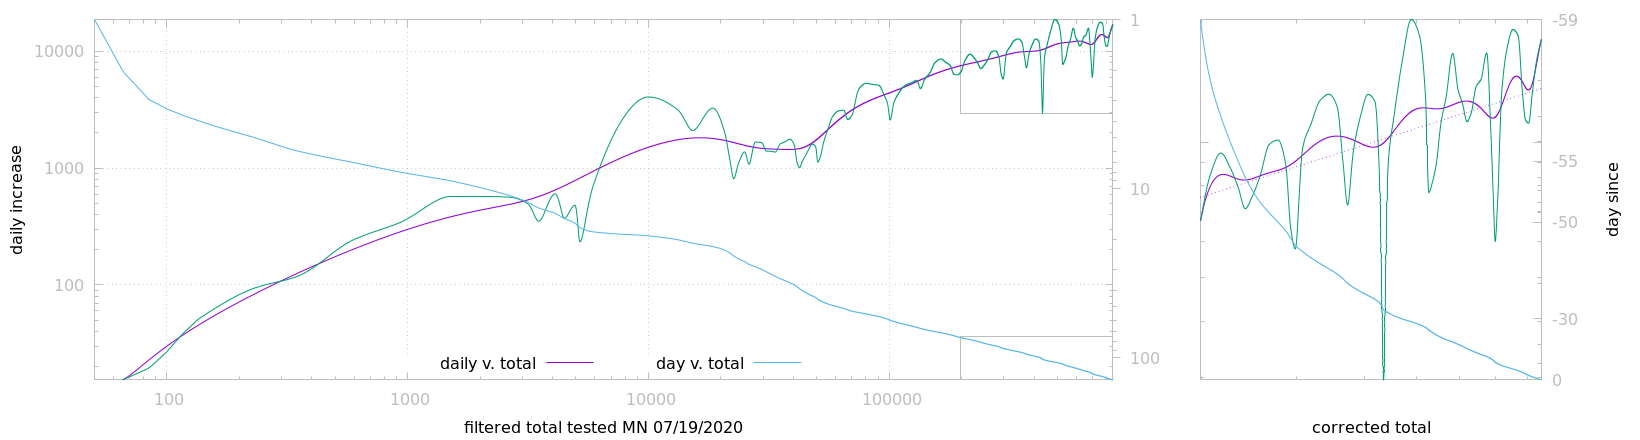 10000
1000
100
daily increase
100
1000
10000
100000
filtered total tested MN 07/19/2020
daily v. total
day v. total
1
10
100
-59
-55
-50
-30
0
day since
corrected total